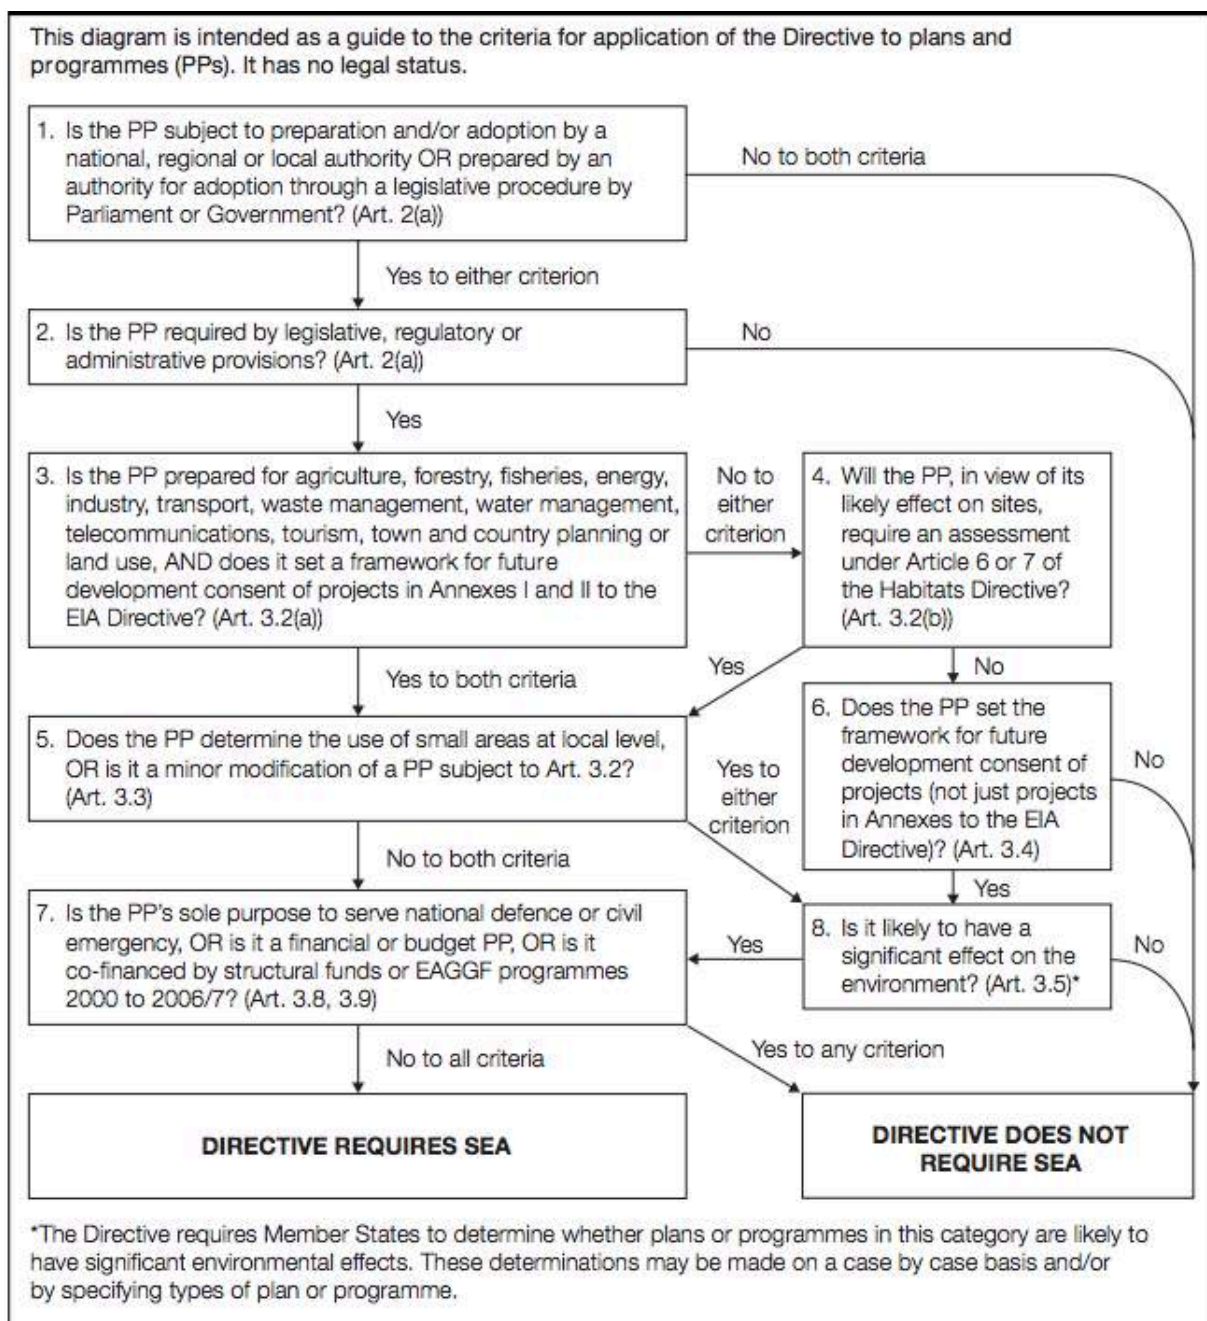 This diagram is intended as a guide to the criteria for application of the Directive to plans and
programmes (PPs). It has no legal status.
1. Is the PP subject to preparation and/or adoption by a
national, regional or local authority OR prepared by an
authority for adoption through a legislative procedure by
Parliament or Government? (Art. 2(a))
No to both criteria
Yes to either criterion
2. Is the PP required by legislative, regulatory or
administrative provisions? (Art. 2(a))
No
Yes
3. Is the PP prepared for agriculture, forestry, fisheries, energy,
industry, transport, waste management, water management,
telecommunications, tourism, town and country planning or
land use, AND does it set a framework for future
development consent of projects in Annexes I and II to the
EIA Directive? (Art. 3.2(a))
No to
either
criterion
4. Will the PP, in view of its
likely effect on sites,
require an assessment
under Article 6 or 7 of
the Habitats Directive?
(Art. 3.2(b))
Yes to both criteria
Yes
No
5. Does the PP determine the use of small areas at local level,
OR is it a minor modification of a PP subject to Art. 3.2?
(Art. 3.3)
Yes to
either
criterion
6. Does the PP set the
framework for future
development consent of
projects (not just projects
in Annexes to the EIA
Directive)? (Art. 3.4)
No
No to both criteria
Yes
7. Is the PP's sole purpose to serve national defence or civil
emergency, OR is it a financial or budget PP, OR is it
co-financed by structural funds or EAGGF programmes
2000 to 2006/7? (Art. 3.8, 3.9)
Yes
8. Is it likely to have a
significant effect on the
environment? (Art. 3.5)*
No
No to all criteria
Yes to any criterion
DIRECTIVE REQUIRES SEA
DIRECTIVE DOES NOT
REQUIRE SEA
*The Directive requires Member States to determine whether plans or programmes in this category are likely to
have significant environmental effects. These determinations may be made on a case by case basis and/or
by specifying types of plan or programme.